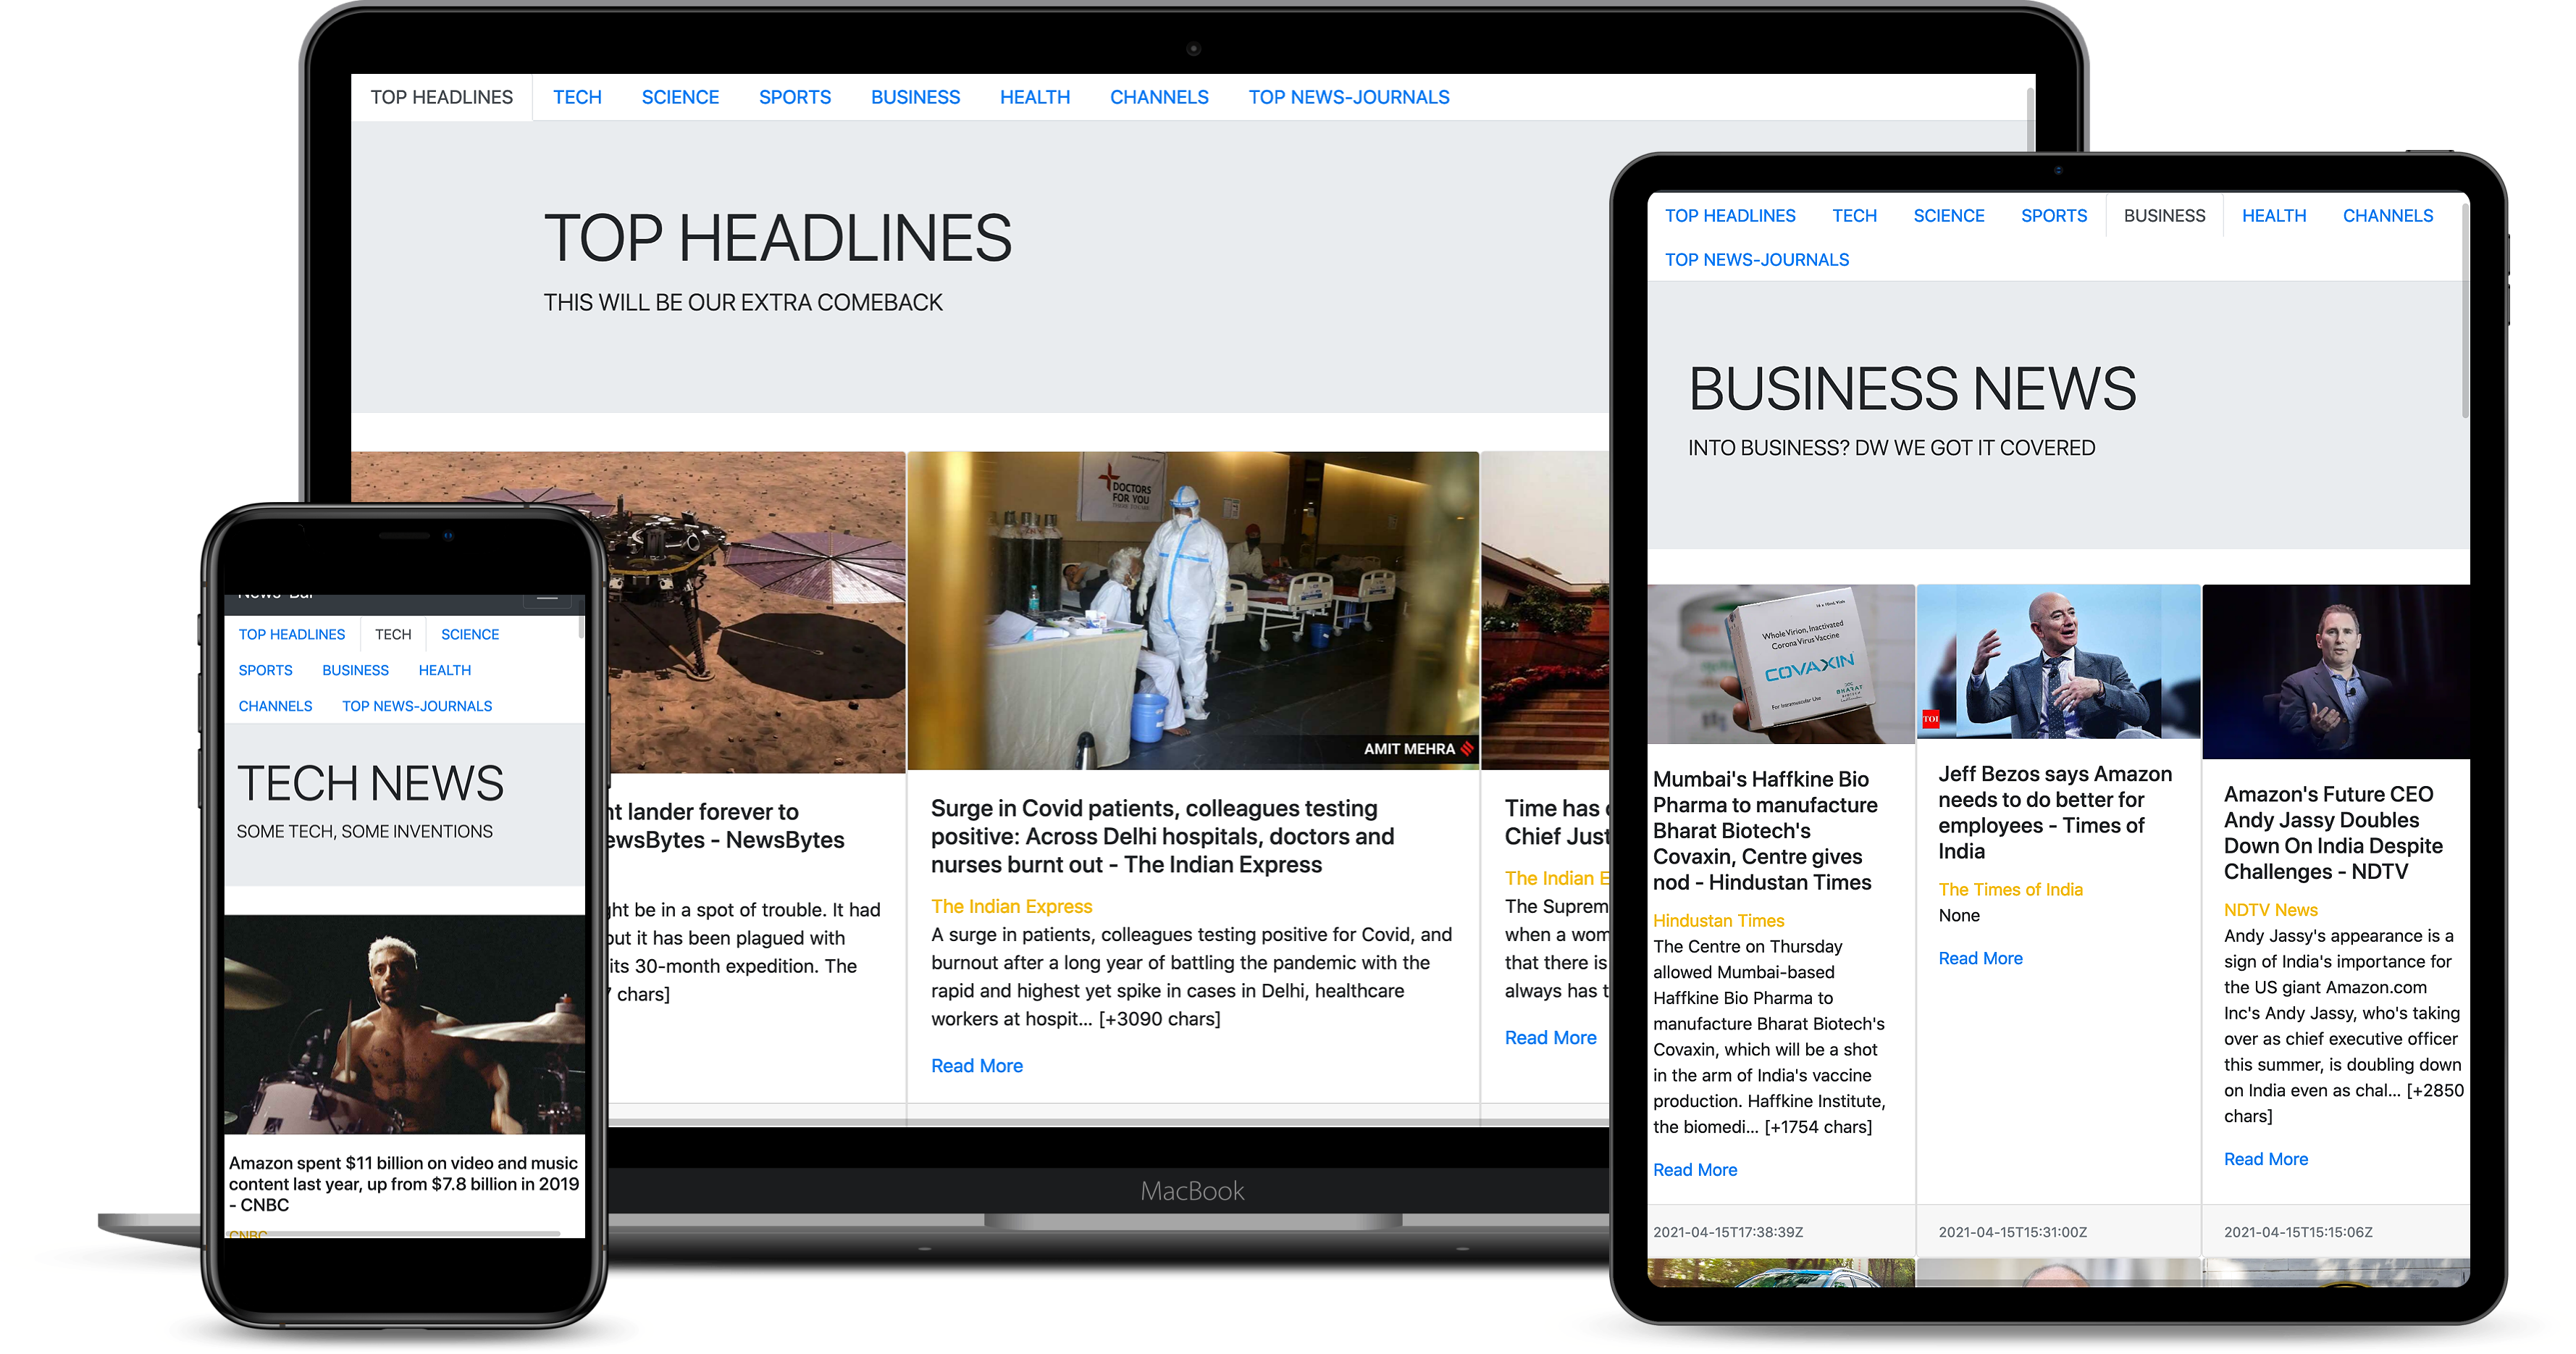 TOP HEADLINES TECH SCIENCE SPORTS BUSINESS HEALTH CHANNELS TOP NEWS-JOURNALS
TOP HEADLINES
THIS WILL BE OUR EXTRA COMEBACK
DOCTORS
FOR YOU
AMIT MEHRA
nt lander forever to
ewsBytes - NewsBytes
ght be in a spot of trouble. It had
out it has been plagued with
its 30-month expedition. The
7 chars]
Surge in Covid patients, colleagues testing
positive: Across Delhi hospitals, doctors and
nurses burnt out - The Indian Express
The Indian Express
A surge in patients, colleagues testing positive for Covid, and
burnout after a long year of battling the pandemic with the
rapid and highest yet spike in cases in Delhi, healthcare
workers at hospit... [+3090 chars]
Read More
Time has
Chief Just
The Indian E
The Suprem
when a wom
that there is
always has t
Read More
MacBook
News-Bar
TOP HEADLINES TECH SCIENCE
SPORTS BUSINESS HEALTH
CHANNELS TOP NEWS-JOURNALS
TECH NEWS
SOME TECH, SOME INVENTIONS
Amazon spent $11 billion on video and music
content last year, up from $7.8 billion in 2019
- CNBC
CNBC
TOP HEADLINES TECH SCIENCE SPORTS BUSINESS HEALTH CHANNELS
TOP NEWS-JOURNALS
BUSINESS NEWS
INTO BUSINESS? DW WE GOT IT COVERED
Whole Virion, Inactivated
Corona Virus Vaccine
COVAXIN
BHARAT
For Intramuscular Use
Mumbai's Haffkine Bio
Pharma to manufacture
Bharat Biotech's
Covaxin, Centre gives
nod - Hindustan Times
Hindustan Times
The Centre on Thursday
allowed Mumbai-based
Haffkine Bio Pharma to
manufacture Bharat Biotech's
Covaxin, which will be a shot
in the arm of India's vaccine
production. Haffkine Institute,
the biomedi... [+1754 chars]
Read More
2021-04-15T17:38:39Z
TOI
Jeff Bezos says Amazon
needs to do better for
employees - Times of
India
The Times of India
None
Read More
2021-04-15T15:31:00Z
Amazon's Future CEO
Andy Jassy Doubles
Down On India Despite
Challenges - NDTV
NDTV News
Andy Jassy's appearance is a
sign of India's importance for
the US giant Amazon.com
Inc's Andy Jassy, who's taking
over as chief executive officer
this summer, is doubling down
on India even as chal... [+2850
chars]
Read More
2021-04-15T15:15:06Z